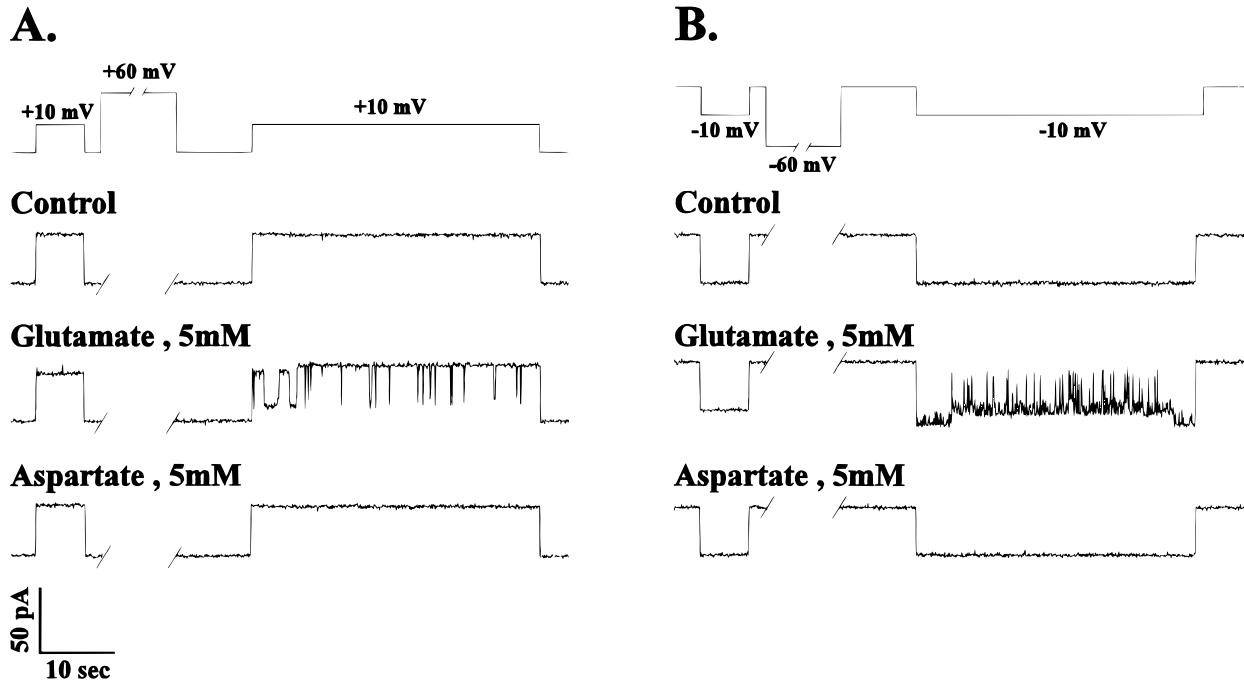 A.
+60 mV
+10 mV
+10 mV
Control
Glutamate , 5mM
Aspartate , 5mM
50 pA
10 sec
B.
-10 mV
-10 mV
-60 mV
Control
Glutamate , 5mM
Aspartate , 5mM